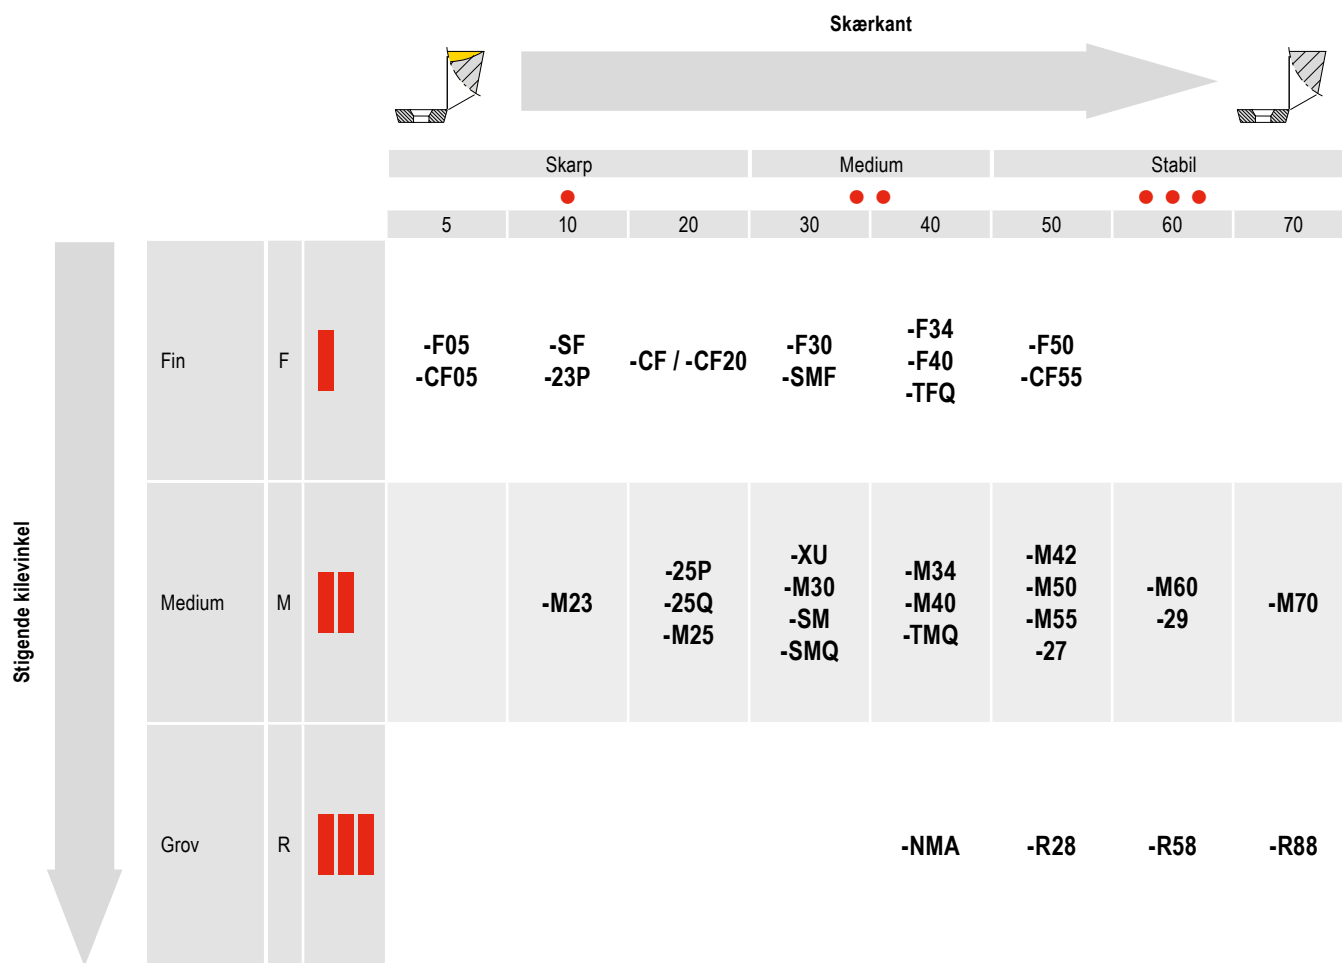 Skærkant
Skarp Medium Stabil
5 10 20 30 40 50 60 70
Stigende kilevinkel
Fin F
-F05
-CF05
-SF
-23P
-CF / -CF20
-F30
-SMF
-F34
-F40
-TFQ
-F50
-CF55
Medium M
-M23
-25P
-25Q
-M25
-XU
-M30
-SM
-SMQ
-M34
-M40
-TMQ
-M42
-M50
-M55
-27
-M60
-29
-M70
Grov R
-NMA
-R28
-R58
-R88